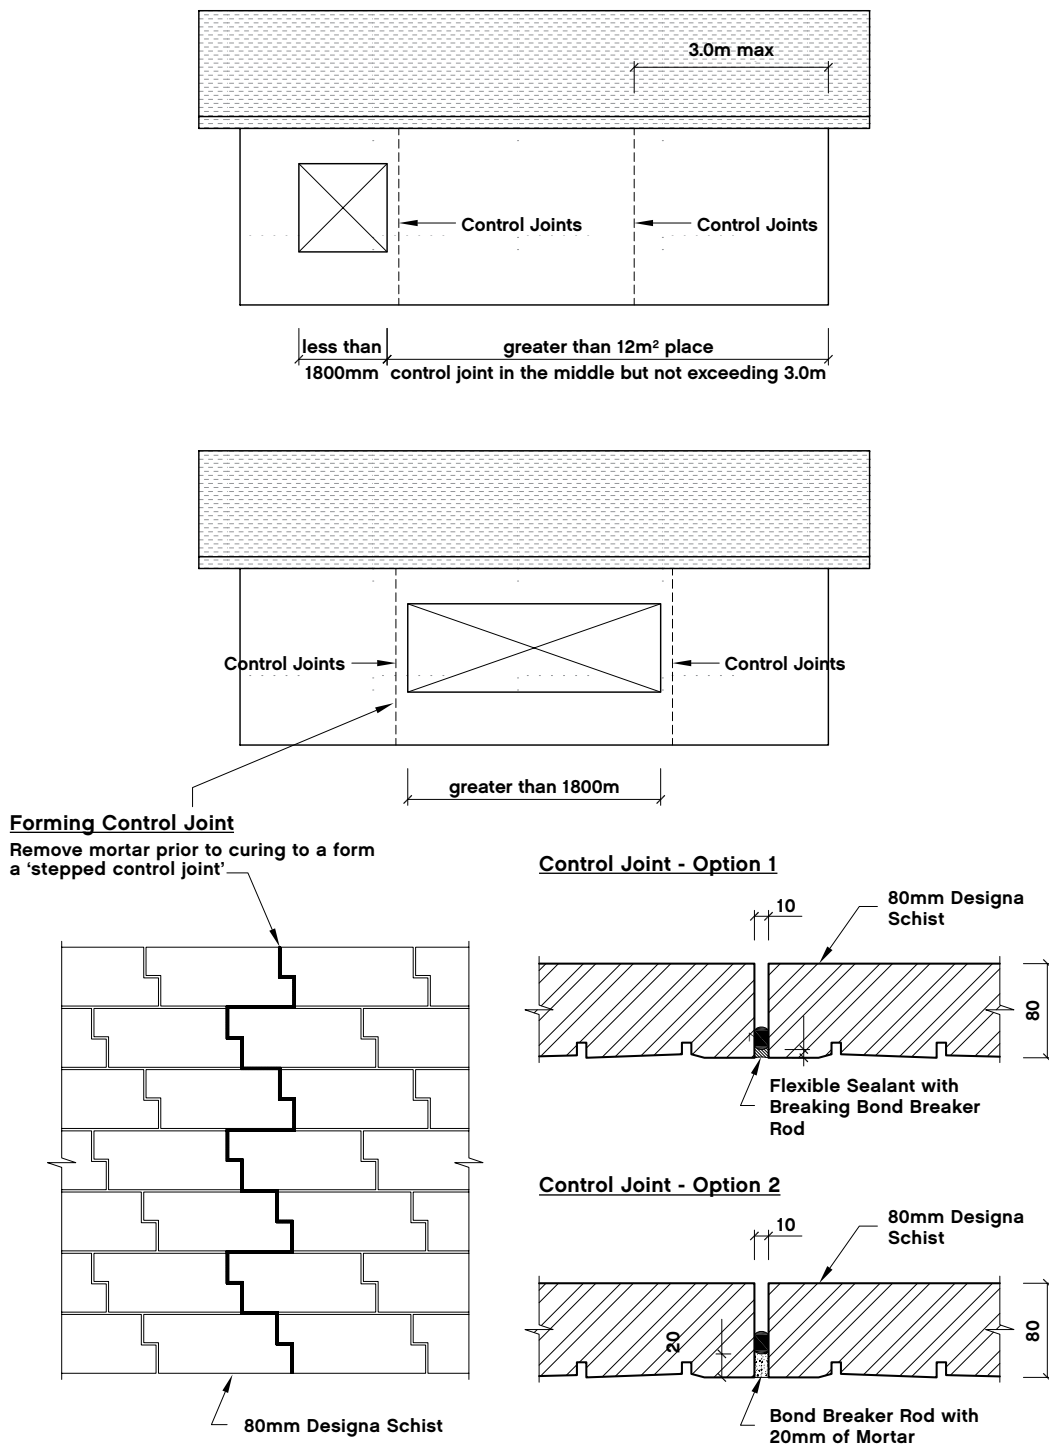 3.0m max
Control Joints
Control Joints
less than
1800mm
greater than 12m² place
control joint in the middle but not exceeding 3.0m
Control Joints
Control Joints
greater than 1800m
Forming Control Joint
Remove mortar prior to curing to a form
a ‘stepped control joint’
80mm Designa Schist
Control Joint - Option 1
10
80mm Designa
Schist
80
Flexible Sealant with
Breaking Bond Breaker
Rod
Control Joint - Option 2
10
80mm Designa
Schist
20
80
Bond Breaker Rod with
20mm of Mortar